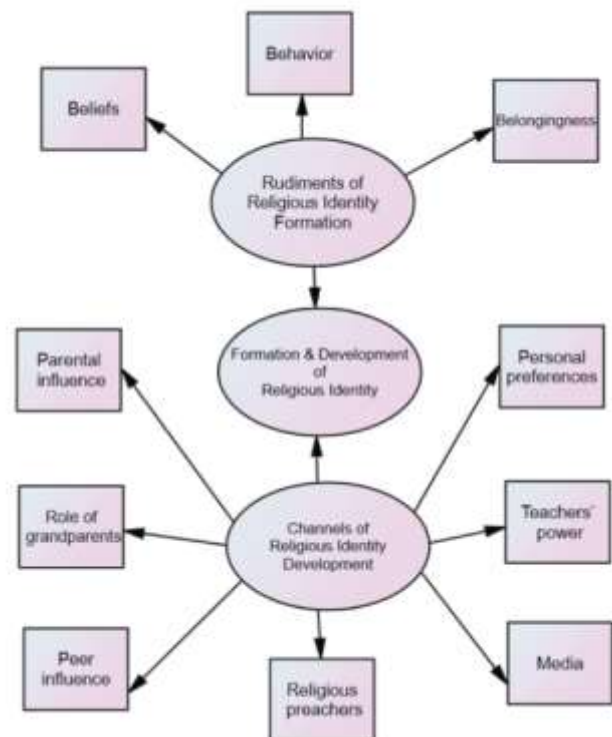 Behavior
Beliefs
Belongingness
Rudiments of
Religious Identity
Formation
Parental
influence
Formation & Development
of
Religious Identity
Personal
preferences
Role of
grandparents
Channels of
Religious Identity
Development
Teachers'
power
Peer
influence
Religious
preachers
Media